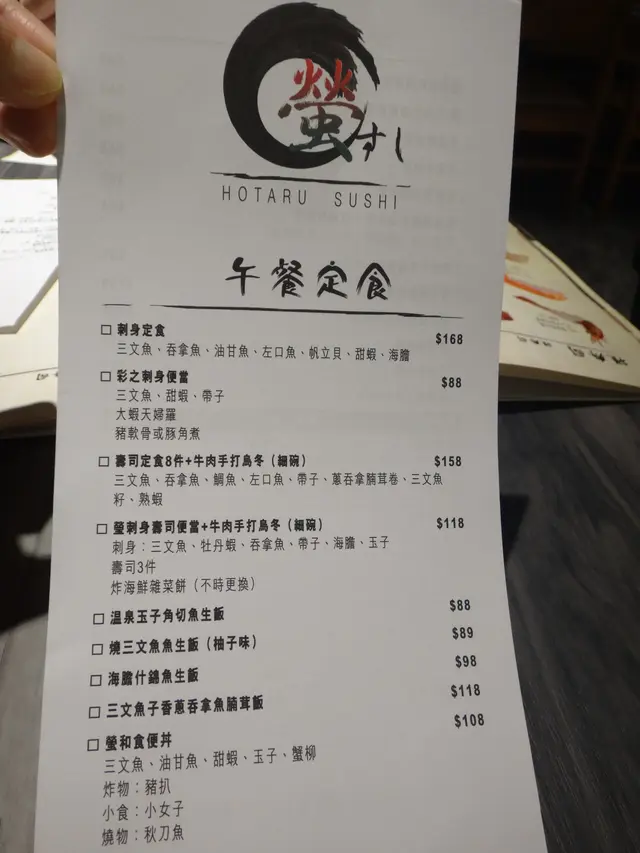 螢すし
HOTARU SUSHI
午餐定食
□ 刺身定食 $168
三文魚、吞拿魚、油甘魚、左口魚、帆立貝、甜蝦、海膽
□ 彩之刺身便當 $88
三文魚、甜蝦、帶子
大蝦天婦羅
豬軟骨或豚角煮
□ 壽司定食8件+牛肉手打烏冬（細碗） $158
三文魚、吞拿魚、鯛魚、左口魚、帶子、蔥吞拿腩茸卷、三文魚
籽、熟蝦
□ 螢刺身壽司便當+牛肉手打烏冬（細碗） $118
刺身：三文魚、牡丹蝦、吞拿魚、帶子、海膽、玉子
壽司3件
炸海鮮雜菜餅（不時更換）
□ 溫泉玉子角切魚生飯 $88
□ 燒三文魚魚生飯（柚子味） $89
□ 海膽什錦魚生飯 $98
□ 三文魚子香蔥吞拿魚腩茸飯 $118
□ 螢和食便丼 $108
三文魚、油甘魚、甜蝦、玉子、蟹柳
炸物：豬扒
小食：小女子
燒物：秋刀魚